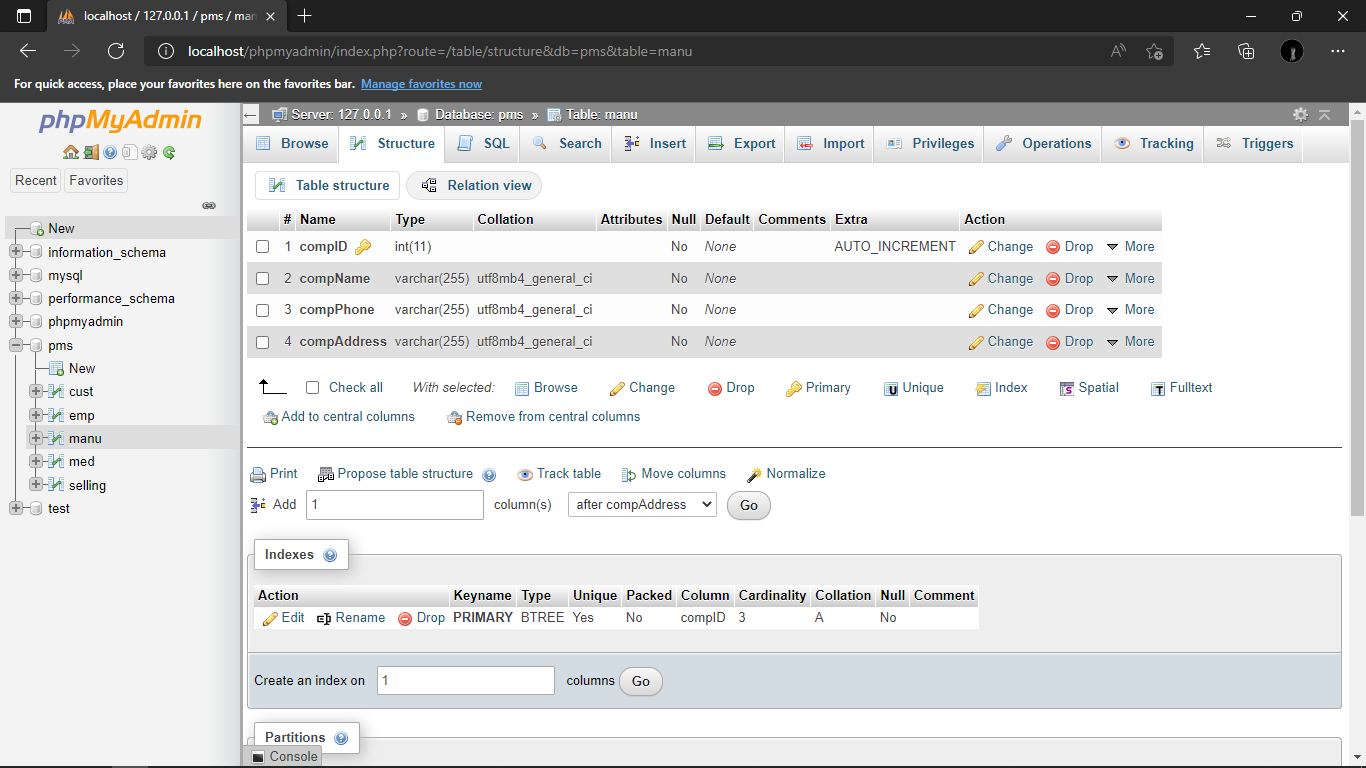 localhost / 127.0.0.1 / pms / man
localhost/phpmyadmin/index.php?route=/table/structure&db=pms&table=manu
For quick access, place your favorites here on the favorites bar. Manage favorites now
phpMyAdmin
Recent Favorites
New
information_schema
mysql
performance_schema
phpmyadmin
pms
New
cust
emp
manu
med
selling
test
Server: 127.0.0.1 » Database: pms » Table: manu
Browse Structure SQL Search Insert Export Import Privileges Operations Tracking Triggers
Table structure Relation view
# Name Type Collation Attributes Null Default Comments Extra Action
1 compID int(11) No None AUTO_INCREMENT Change Drop More
2 compName varchar(255) utf8mb4_general_ci No None Change Drop More
3 compPhone varchar(255) utf8mb4_general_ci No None Change Drop More
4 compAddress varchar(255) utf8mb4_general_ci No None Change Drop More
Check all With selected: Browse Change Drop Primary Unique Index Spatial Fulltext
Add to central columns Remove from central columns
Print Propose table structure Track table Move columns Normalize
Add 1 column(s) after compAddress Go
Indexes
Action Keyname Type Unique Packed Column Cardinality Collation Null Comment
Edit Rename Drop PRIMARY BTREE Yes No compID 3 A No
Create an index on 1 columns Go
Partitions
Console